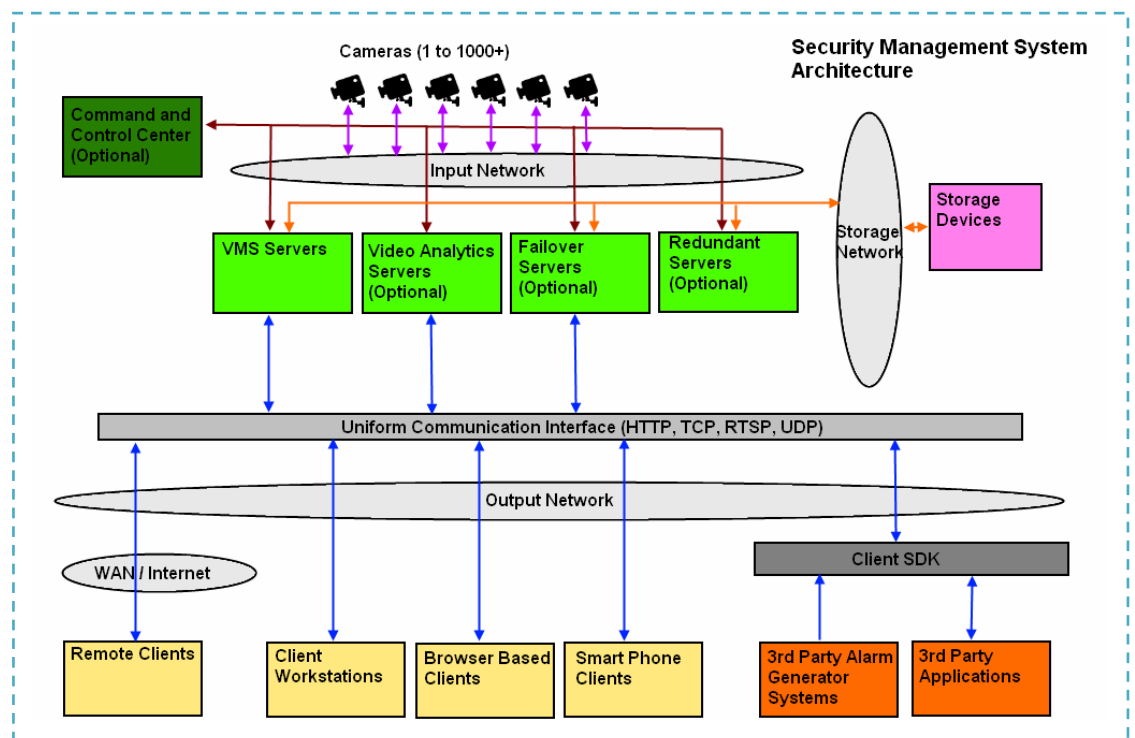 Cameras (1 to 1000+)
Security Management System
Architecture
Command and
Control Center
(Optional)
Input Network
Storage
Network
Storage
Devices
VMS Servers
Video Analytics
Servers
(Optional)
Failover
Servers
(Optional)
Redundant
Servers
(Optional)
Uniform Communication Interface (HTTP, TCP, RTSP, UDP)
Output Network
WAN / Internet
Client SDK
Remote Clients
Client
Workstations
Browser Based
Clients
Smart Phone
Clients
3rd Party Alarm
Generator
Systems
3rd Party
Applications